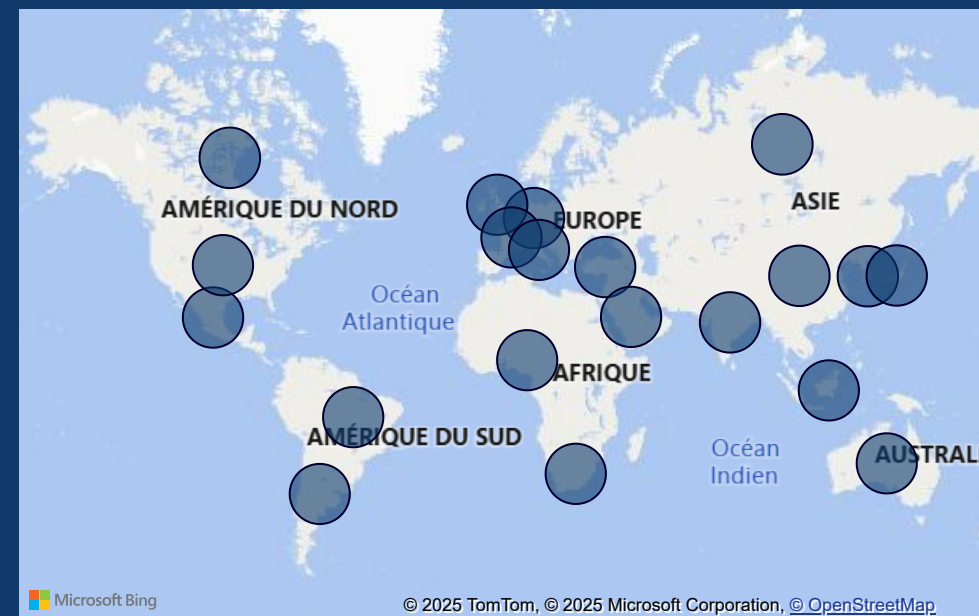 AMÉRIQUE DU NORD
ASIE
EUROPE
Océan
Atlantique
AFRIQUE
AMÉRIQUE DU SUD
Océan
Indien
AUSTRAL
Microsoft Bing
© 2025 TomTom, © 2025 Microsoft Corporation, © OpenStreetMap